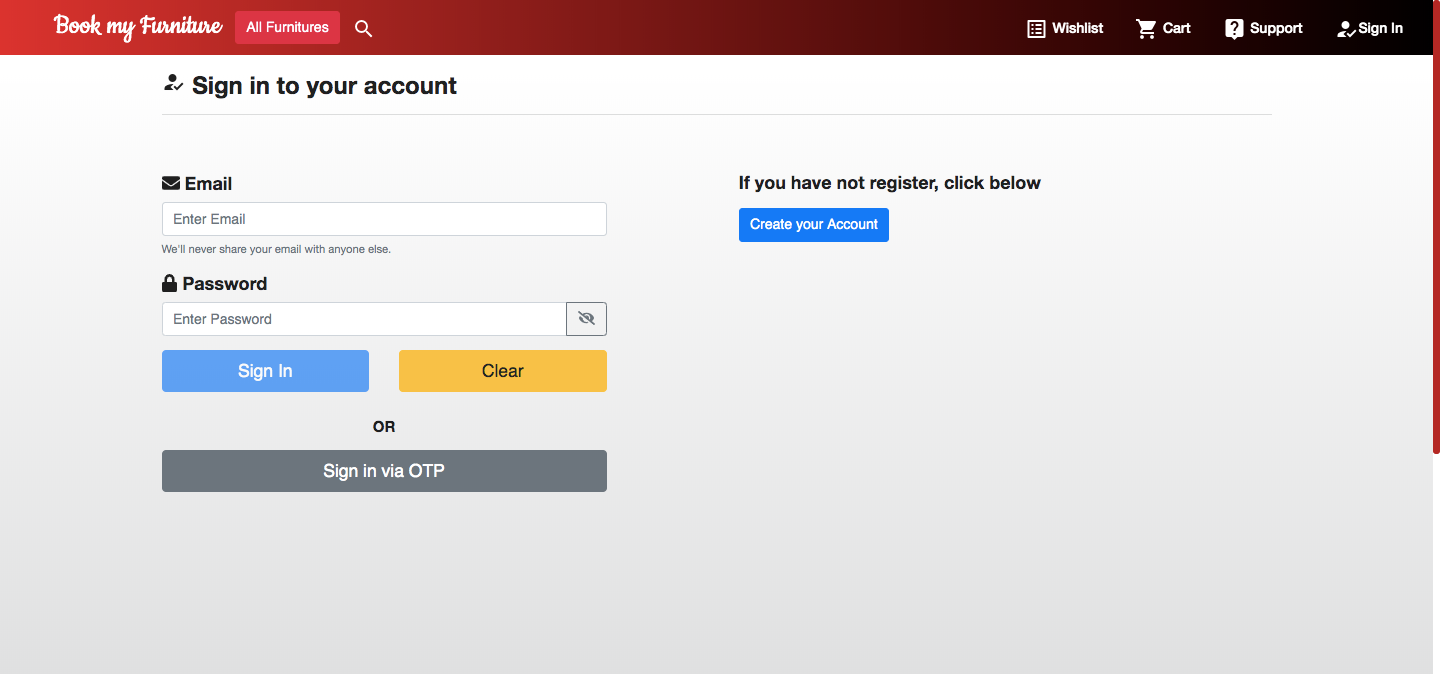 Book my Furniture All Furnitures Wishlist Cart Support Sign In
Sign in to your account
Email
Enter Email
We'll never share your email with anyone else.
Password
Enter Password
Sign In Clear
OR
Sign in via OTP
If you have not register, click below
Create your Account